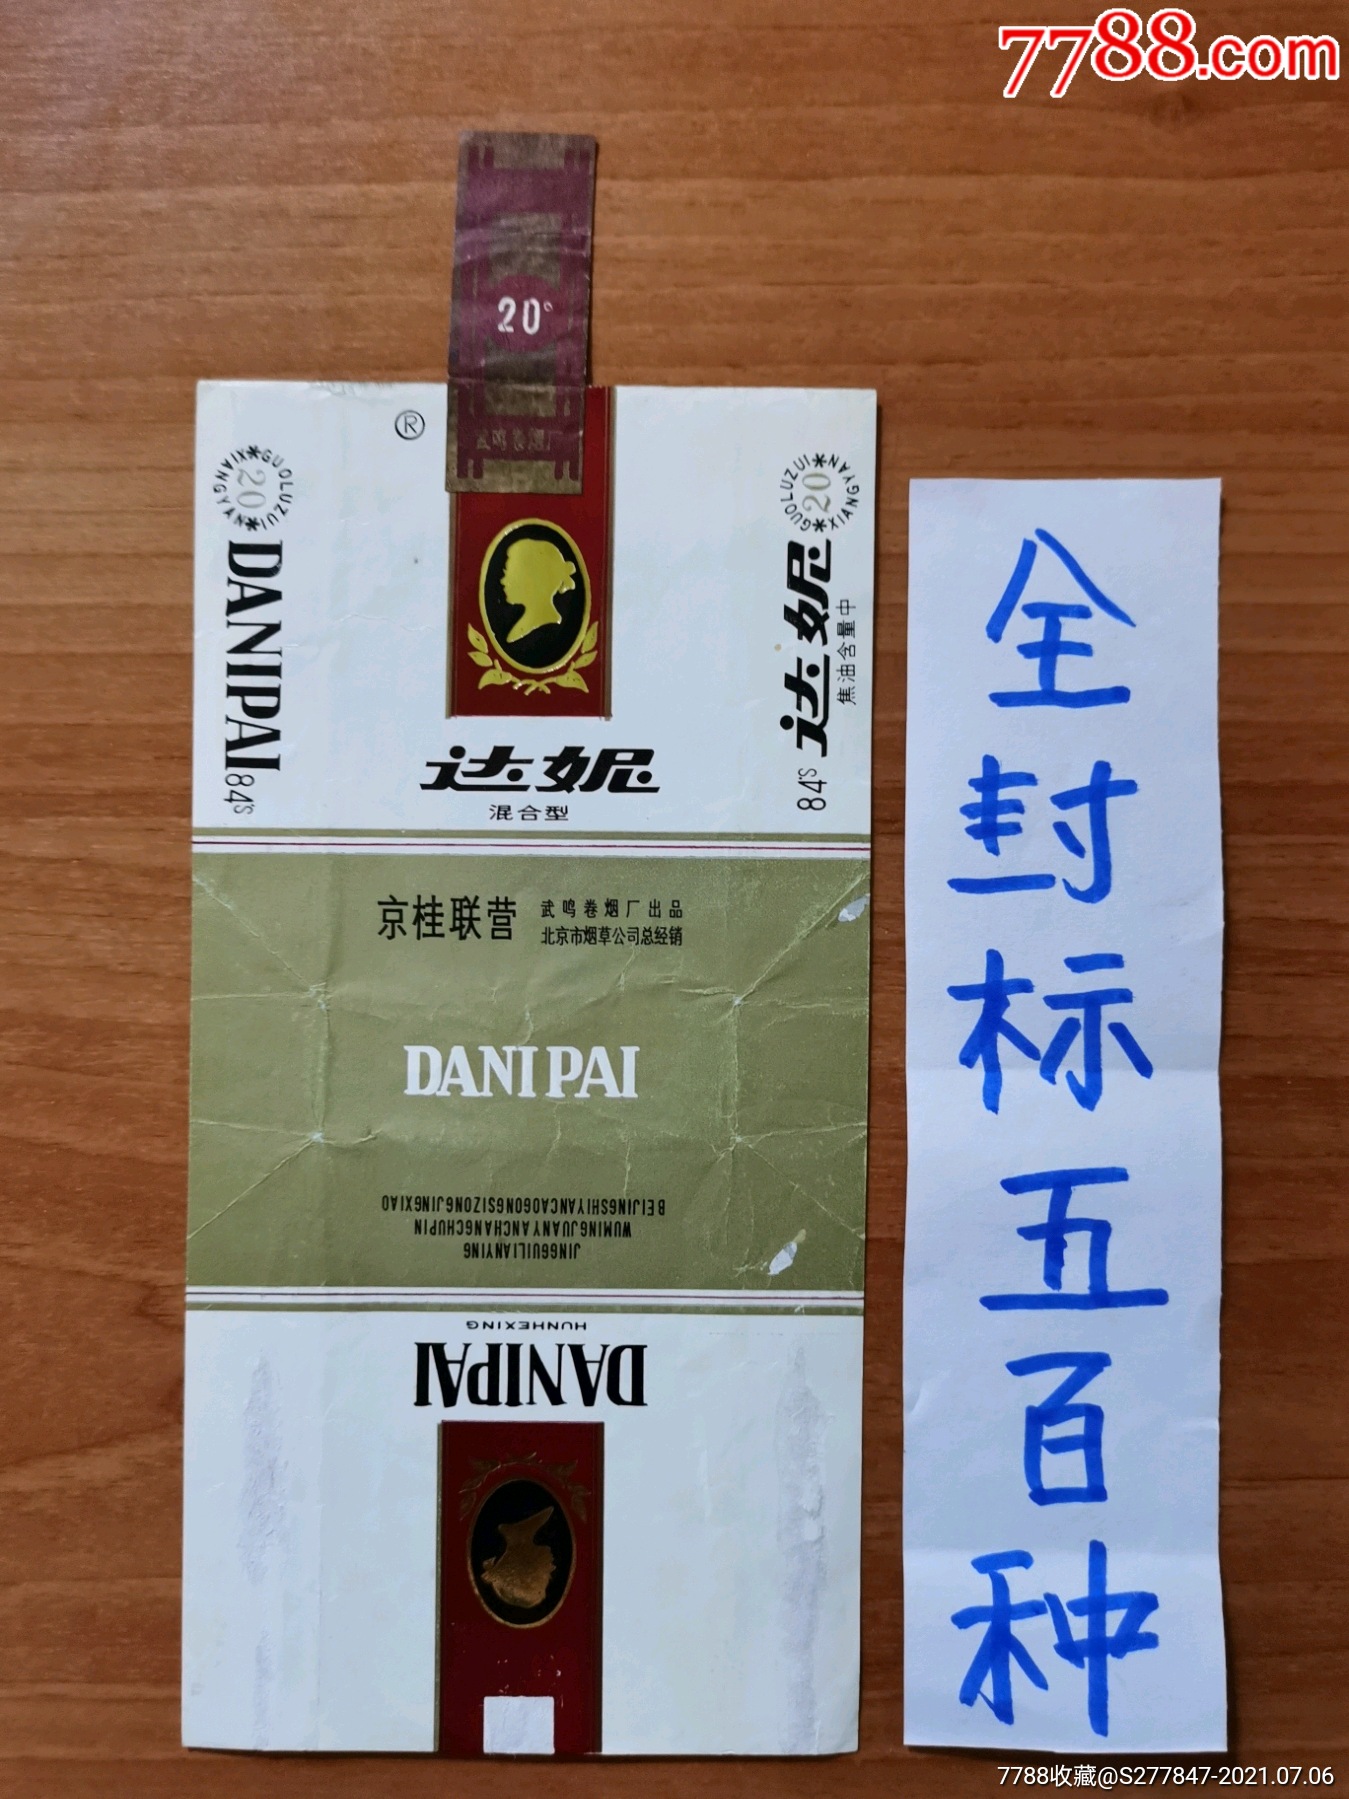 7788.com
20
武鸣卷烟厂
®
GUOLUZUI*XIANGYAN*
20
DANIPAI
84'S
GUOLUZUI*XIANGYAN*
20
达妮
焦油含量中
84'S
达妮
混合型
京桂联营
武鸣卷烟厂出品
北京市烟草公司总经销
DANIPAI
JINGGUILIANYING
WUMINGJUANYANCHANGCHUPIN
BEIJINGSHIYANCAOGONGSIZONGJINGXIAO
DANIPAI
HUNHEXING
全
封
标
五
百
种
7788收藏@S277847-2021.07.06